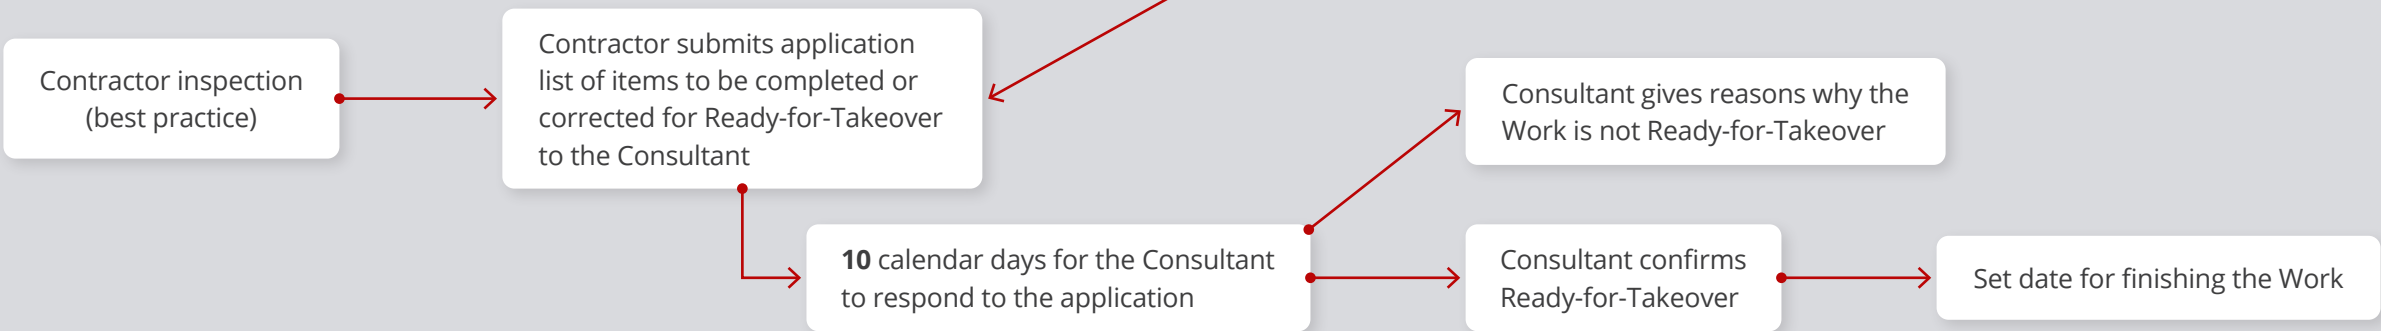 Contractor inspection
(best practice)
Contractor submits application
list of items to be completed or
corrected for Ready-for-Takeover
to the Consultant
10 calendar days for the Consultant
to respond to the application
Consultant gives reasons why the
Work is not Ready-for-Takeover
Consultant confirms
Ready-for-Takeover
Set date for finishing the Work